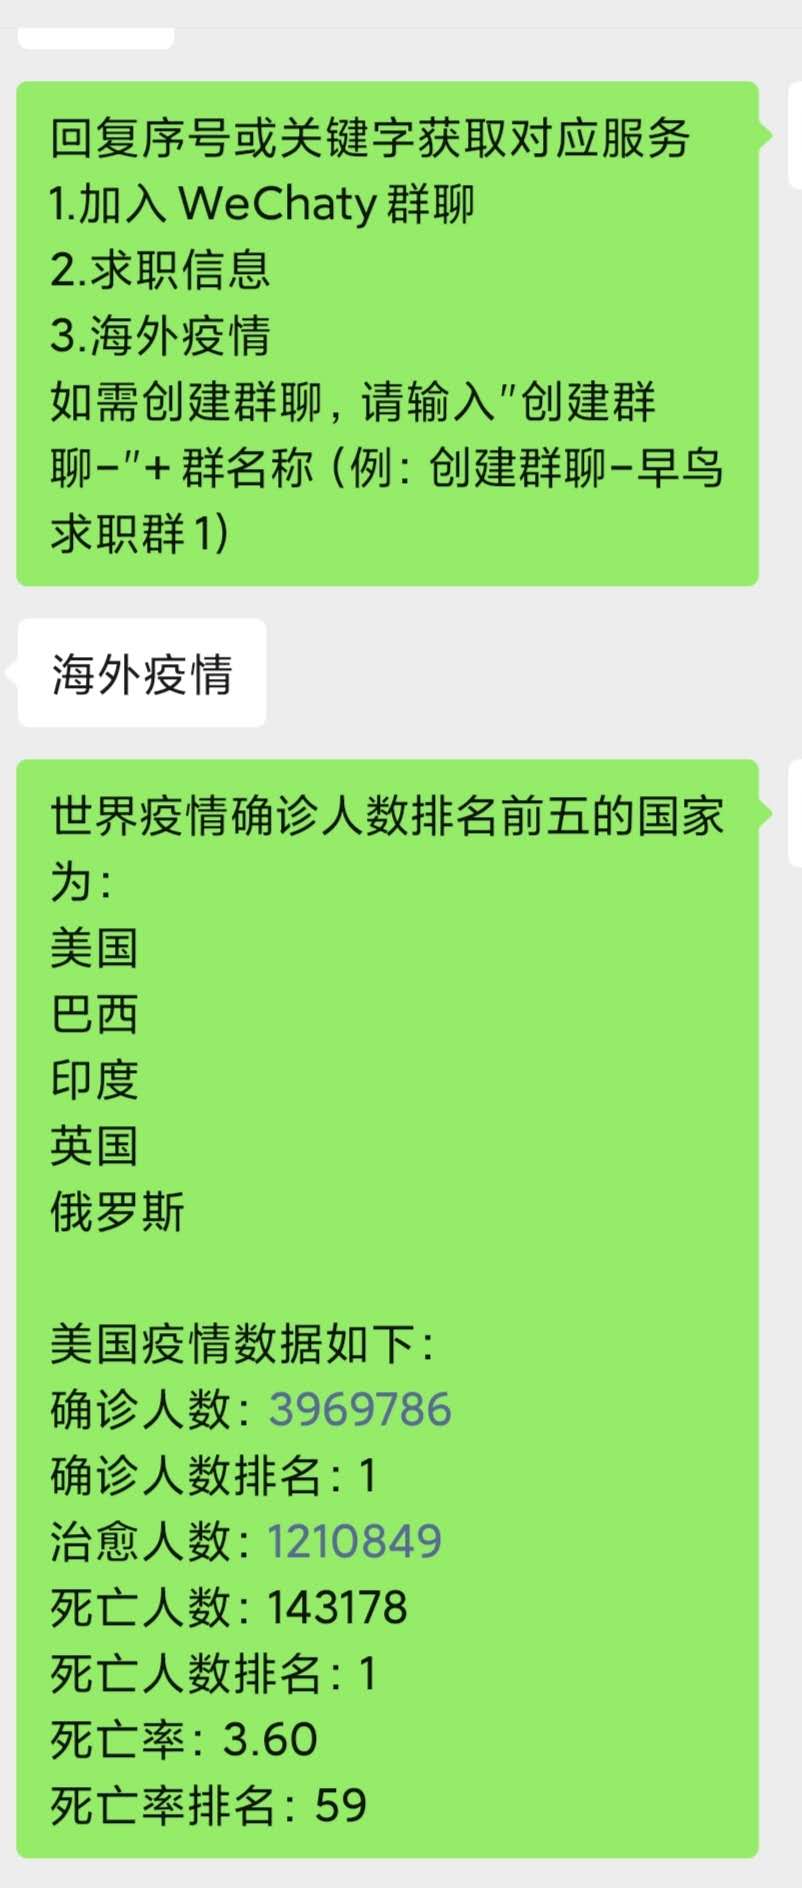 回复序号或关键字获取对应服务
1.加入WeChaty群聊
2.求职信息
3.海外疫情
如需创建群聊，请输入"创建群
聊-"+群名称（例：创建群聊-早鸟
求职群1）
海外疫情
世界疫情确诊人数排名前五的国家
为：
美国
巴西
印度
英国
俄罗斯
美国疫情数据如下：
确诊人数：3969786
确诊人数排名：1
治愈人数：1210849
死亡人数：143178
死亡人数排名：1
死亡率：3.60
死亡率排名：59